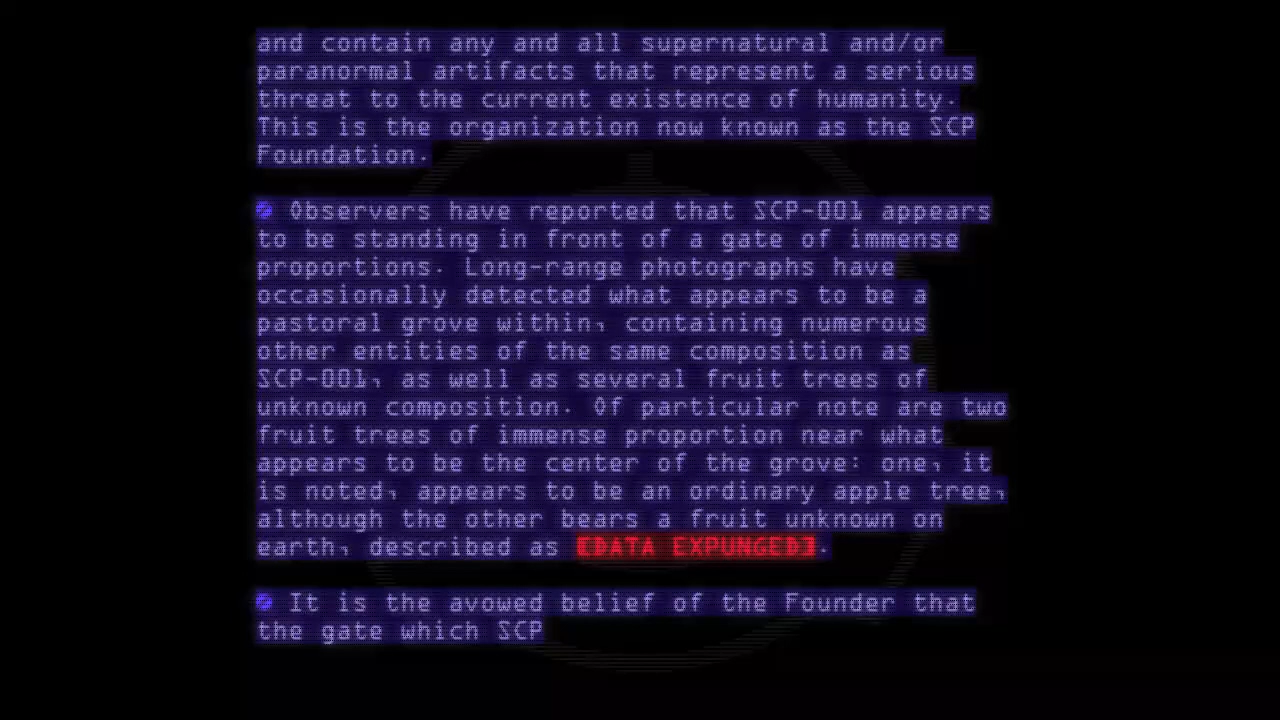 and contain any and all supernatural and/or
paranormal artifacts that represent a serious
threat to the current existence of humanity.
This is the organization now known as the SCP
Foundation.
Observers have reported that SCP-001 appears
to be standing in front of a gate of immense
proportions. Long-range photographs have
occasionally detected what appears to be a
pastoral grove within, containing numerous
other entities of the same composition as
SCP-001, as well as several fruit trees of
unknown composition. Of particular note are two
fruit trees of immense proportion near what
appears to be the center of the grove: one, it
is noted, appears to be an ordinary apple tree,
although the other bears a fruit unknown on
earth, described as [DATA EXPUNGED].
It is the avowed belief of the Founder that
the gate which SCP